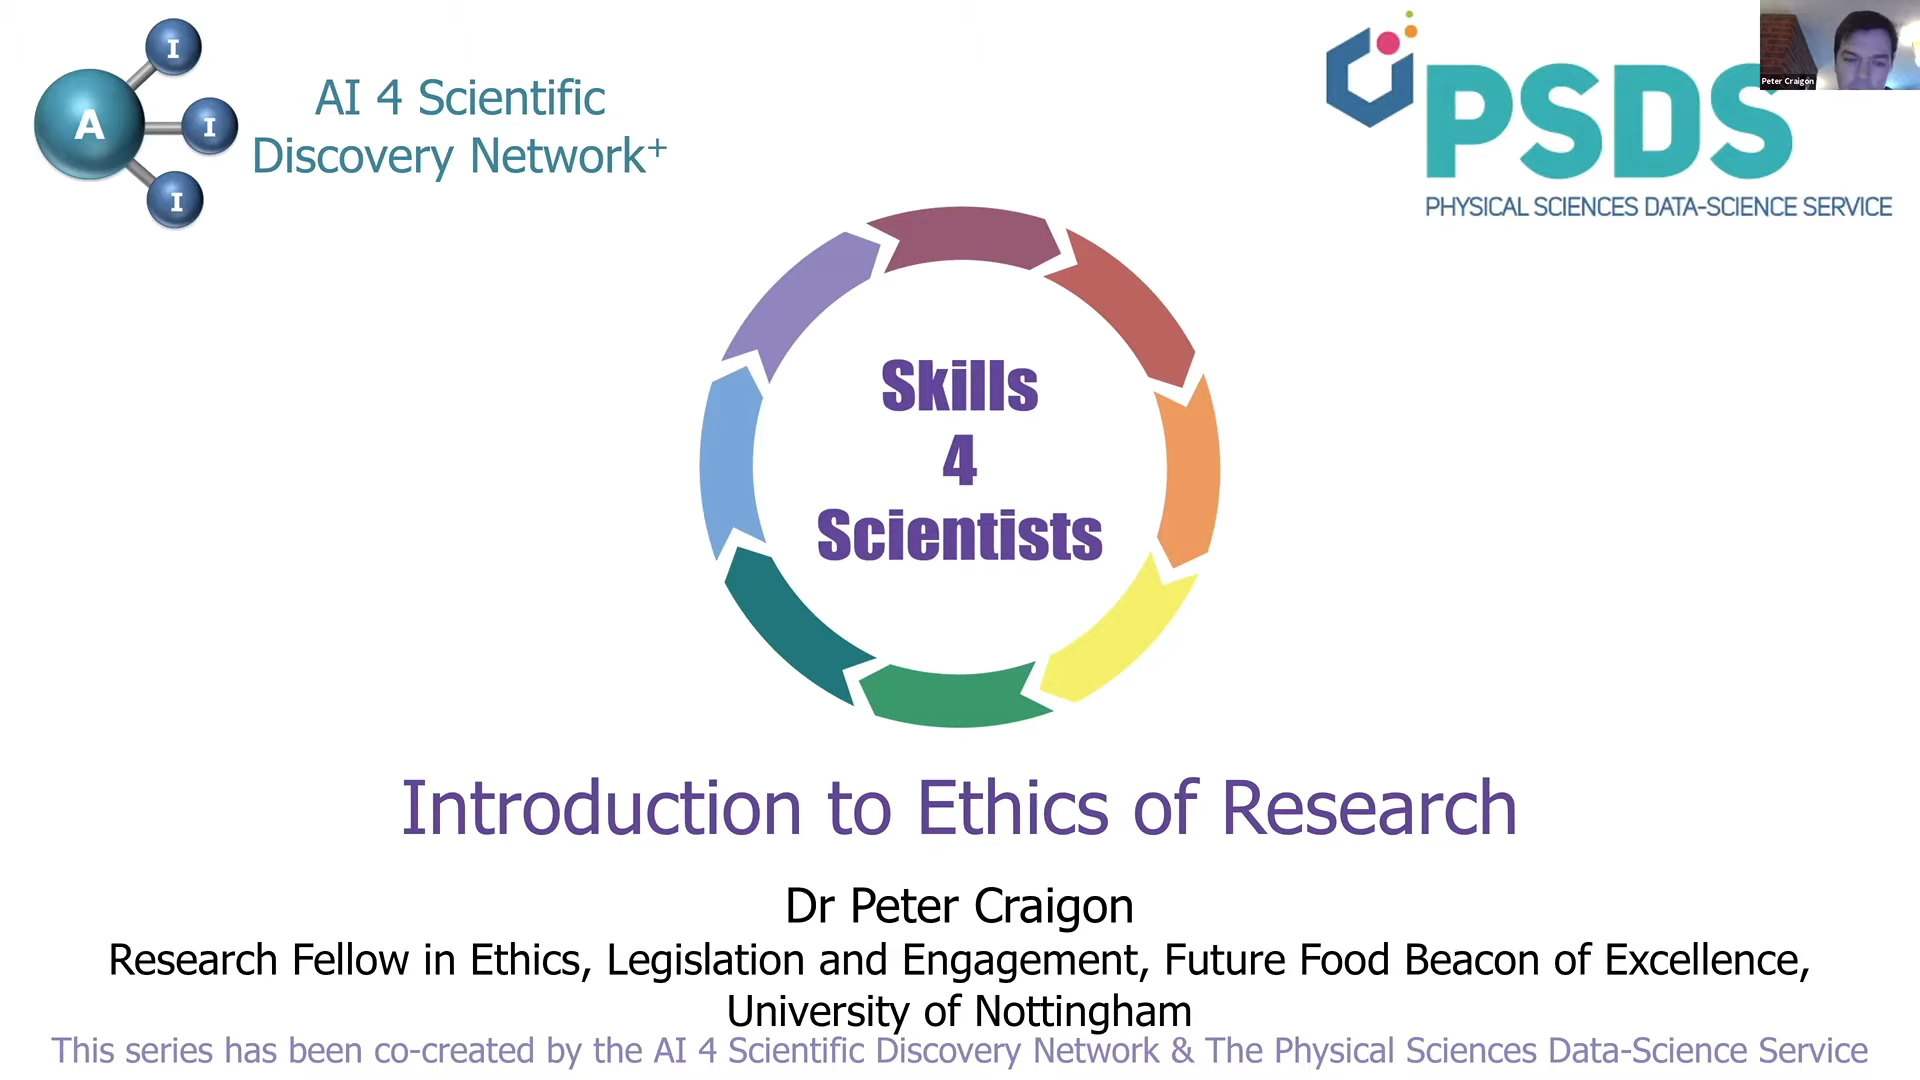 A
I
I
I
AI 4 Scientific
Discovery Network+
PSDS
PHYSICAL SCIENCES DATA-SCIENCE SERVICE
Peter Craigon
Skills
4
Scientists
Introduction to Ethics of Research
Dr Peter Craigon
Research Fellow in Ethics, Legislation and Engagement, Future Food Beacon of Excellence,
University of Nottingham
This series has been co-created by the AI 4 Scientific Discovery Network & The Physical Sciences Data-Science Service